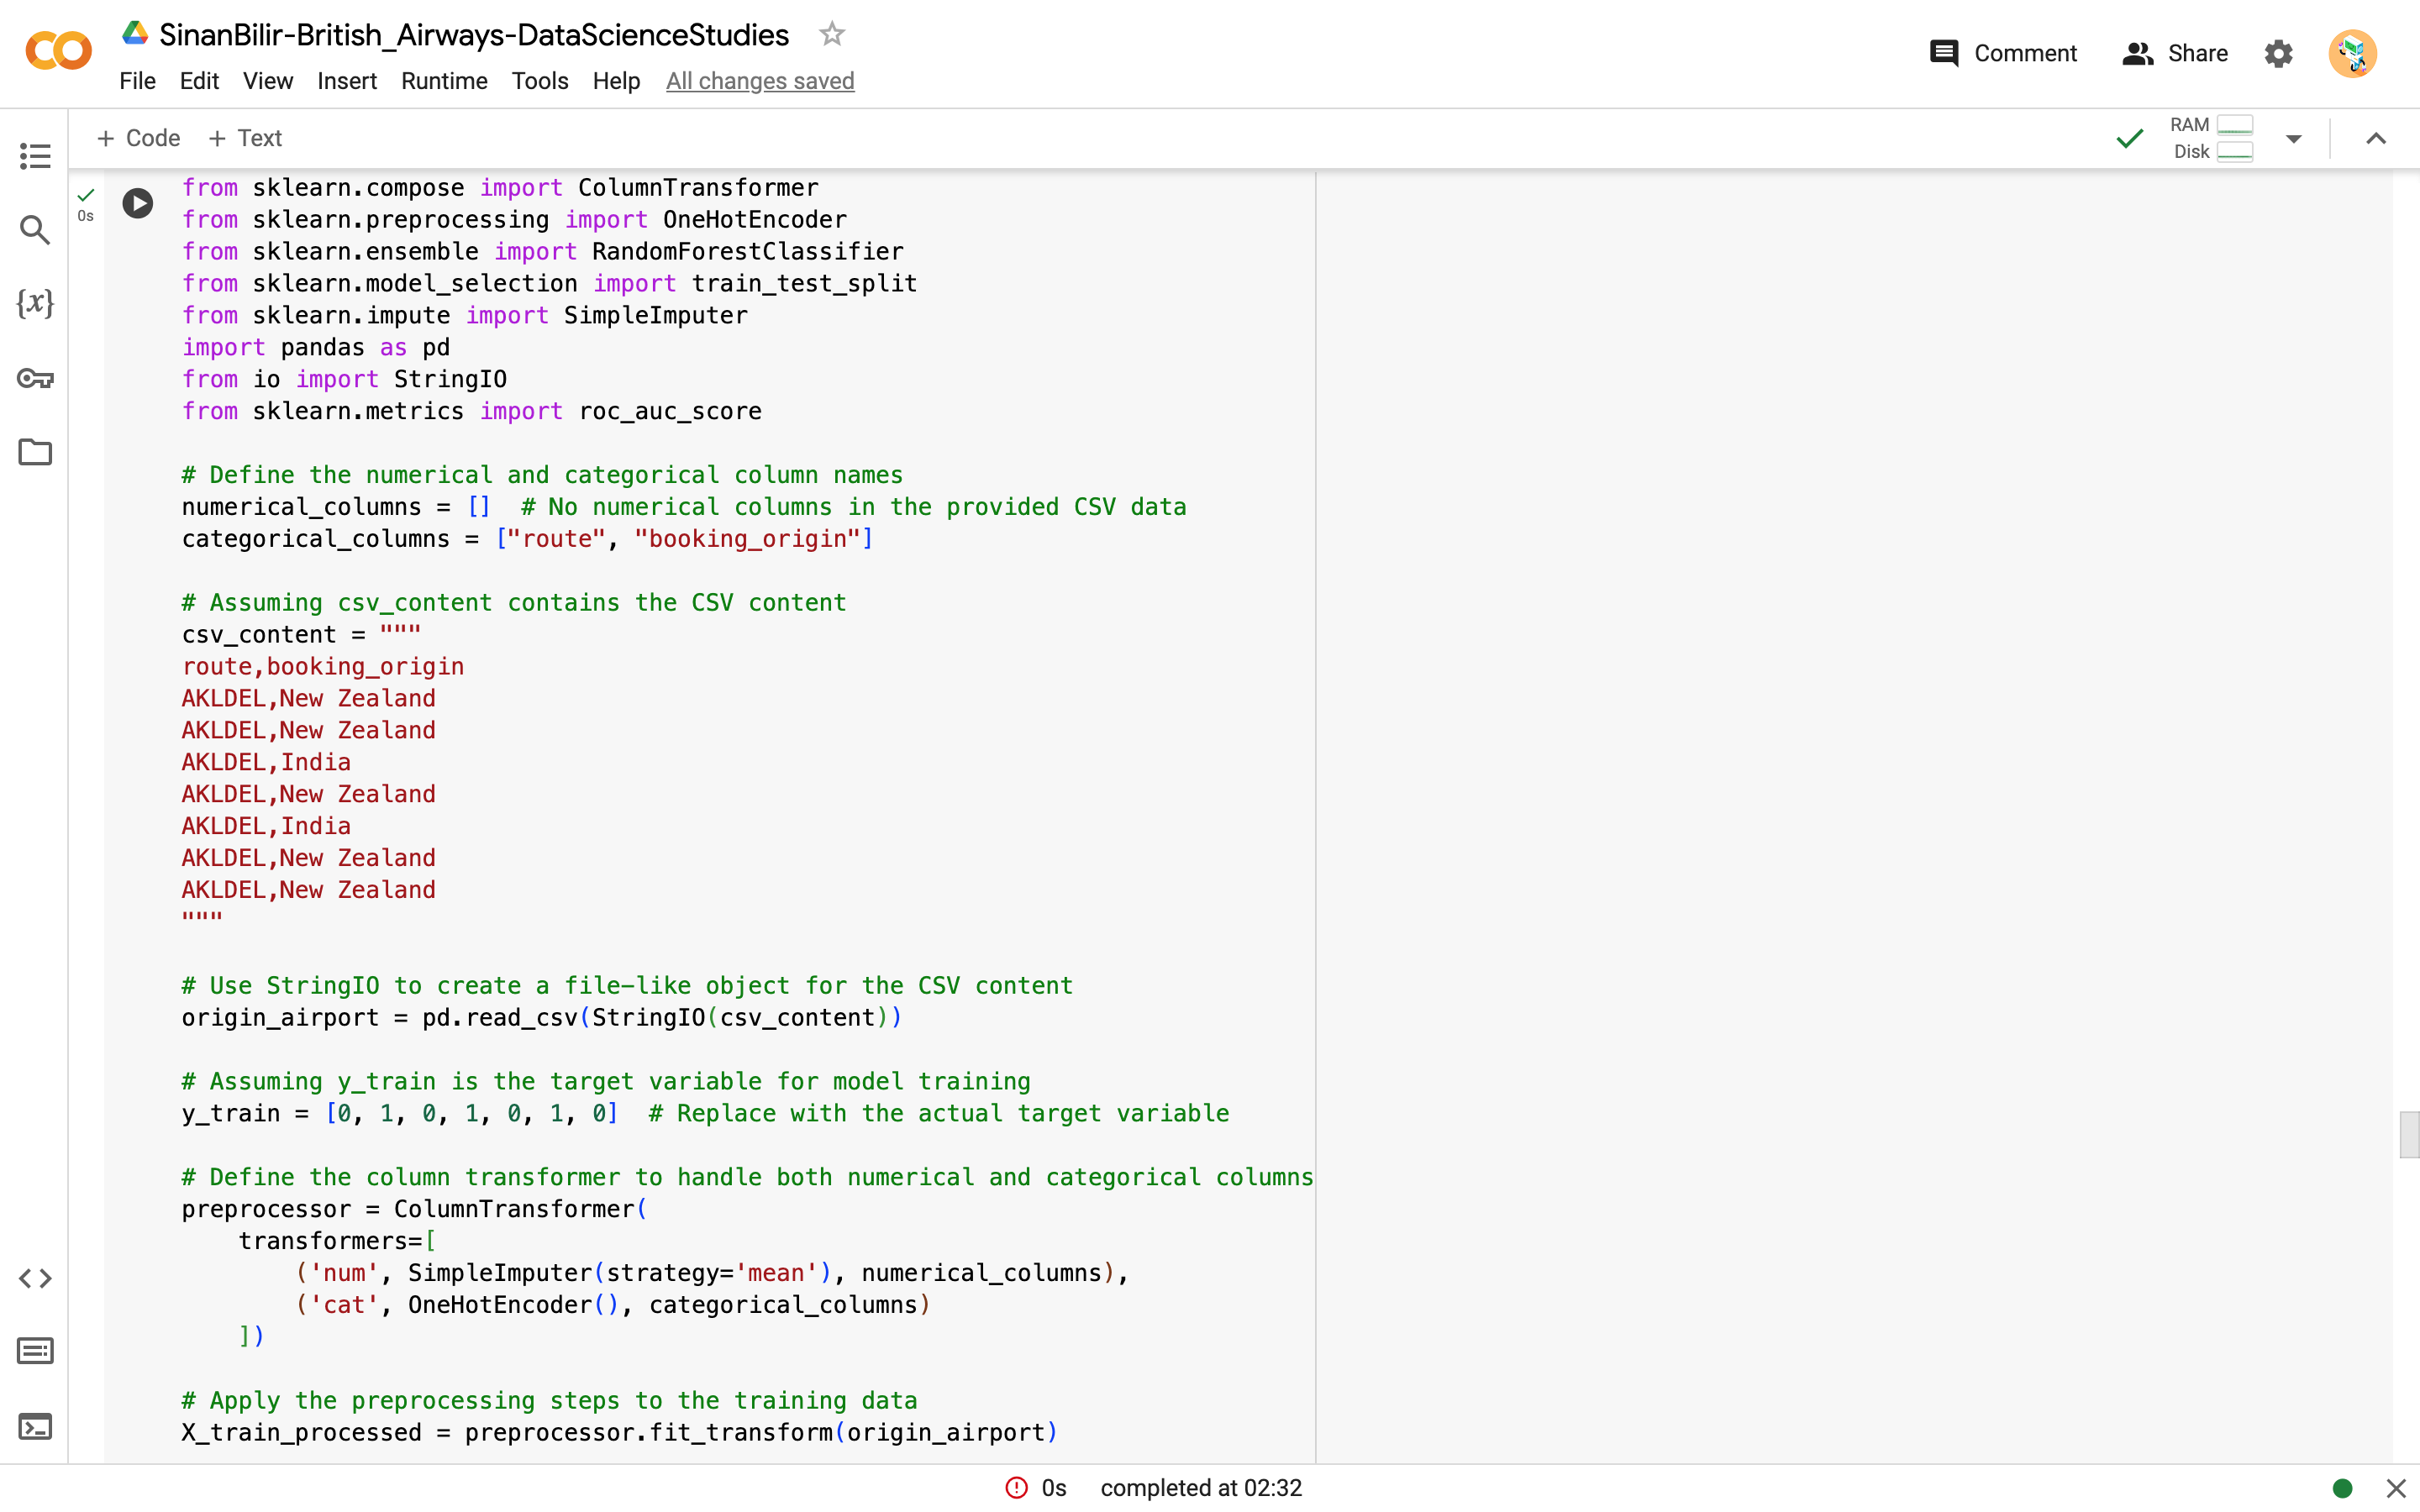 SinanBilir-British_Airways-DataScienceStudies
File Edit View Insert Runtime Tools Help All changes saved
Comment Share
+ Code + Text
RAM
Disk
0s
from sklearn.compose import ColumnTransformer
from sklearn.preprocessing import OneHotEncoder
from sklearn.ensemble import RandomForestClassifier
from sklearn.model_selection import train_test_split
from sklearn.impute import SimpleImputer
import pandas as pd
from io import StringIO
from sklearn.metrics import roc_auc_score
# Define the numerical and categorical column names
numerical_columns = []  # No numerical columns in the provided CSV data
categorical_columns = ["route", "booking_origin"]
# Assuming csv_content contains the CSV content
csv_content = """
route,booking_origin
AKLDEL,New Zealand
AKLDEL,New Zealand
AKLDEL,India
AKLDEL,New Zealand
AKLDEL,India
AKLDEL,New Zealand
AKLDEL,New Zealand
"""
# Use StringIO to create a file-like object for the CSV content
origin_airport = pd.read_csv(StringIO(csv_content))
# Assuming y_train is the target variable for model training
y_train = [0, 1, 0, 1, 0, 1, 0]  # Replace with the actual target variable
# Define the column transformer to handle both numerical and categorical columns
preprocessor = ColumnTransformer(
    transformers=[
        ('num', SimpleImputer(strategy='mean'), numerical_columns),
        ('cat', OneHotEncoder(), categorical_columns)
    ])
# Apply the preprocessing steps to the training data
X_train_processed = preprocessor.fit_transform(origin_airport)
{x}
0s completed at 02:32